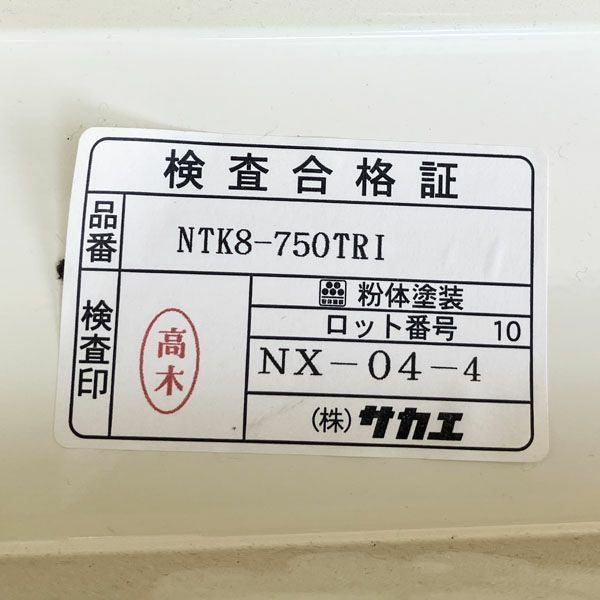 検査合格証
品番 NTK8-750TRI
検査印
高木
粉体塗装
ロット番号 10
NX-04-4
(株) サカエ